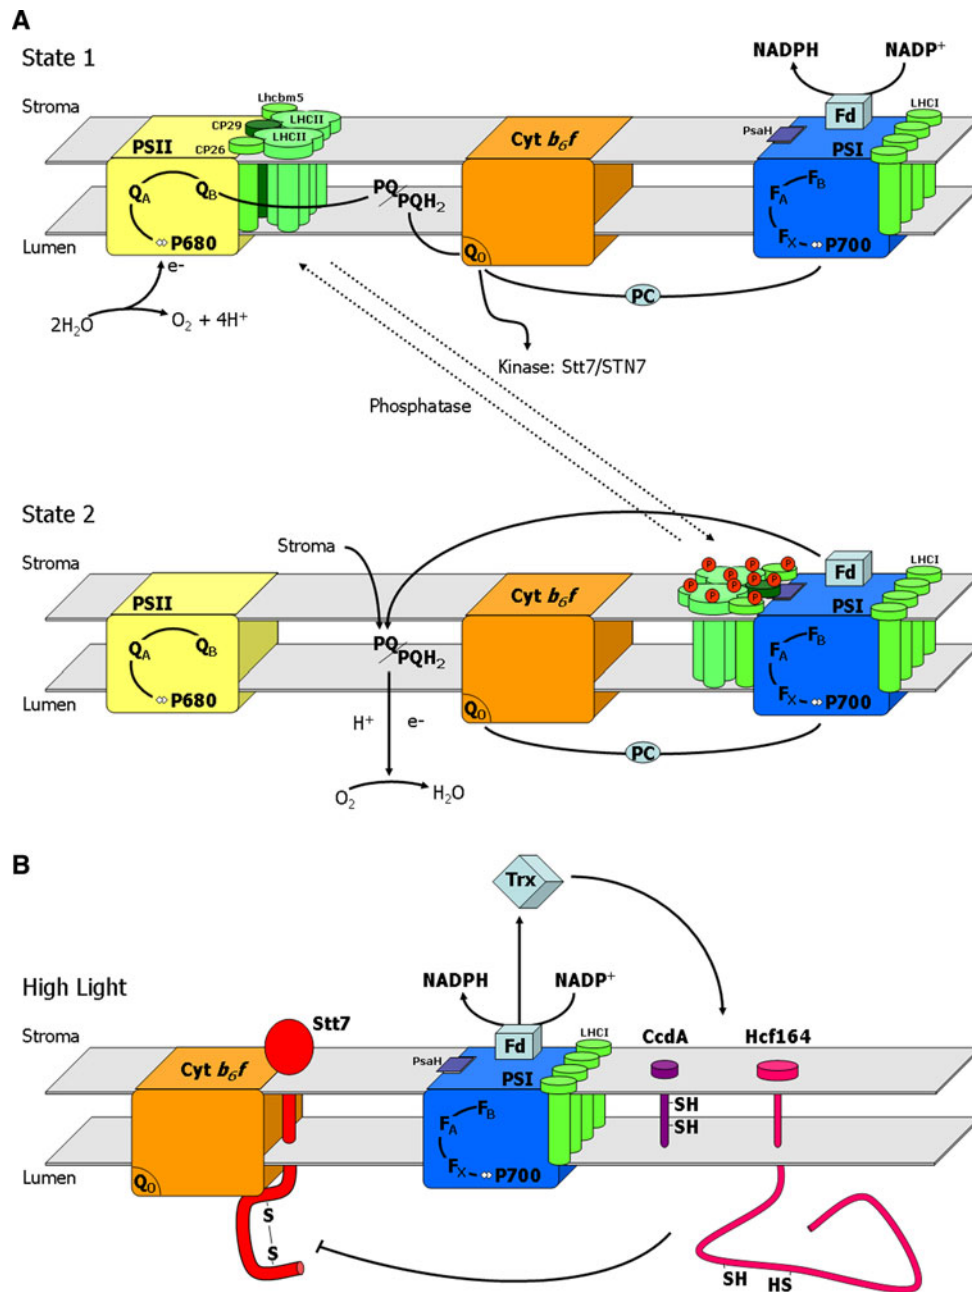 A
State 1
NADPH NADP+
Stroma
Lhcbm5
LHCII
CP29
LHCII
CP26
PSII
Cyt b6f
Fd
LHCI
PsaH
PSI
QA QB
PQ
PQH2
FA FB
Lumen
P680
Q0
FX P700
e-
PC
2H2O
O2 + 4H+
Kinase: Stt7/STN7
Phosphatase
State 2
Stroma
Stroma
P P P P P P P P P P
Fd
LHCI
PSII
Cyt b6f
PSI
QA QB
PQ
PQH2
FA FB
Lumen
P680
Q0
FX P700
H+ e-
PC
O2
H2O
B
Trx
High Light
NADPH NADP+
Stroma
Stt7
Fd
LHCI
CcdA
Hcf164
PsaH
Cyt b6f
PSI
SH
SH
FA FB
Lumen
Q0
FX P700
S
S
SH HS